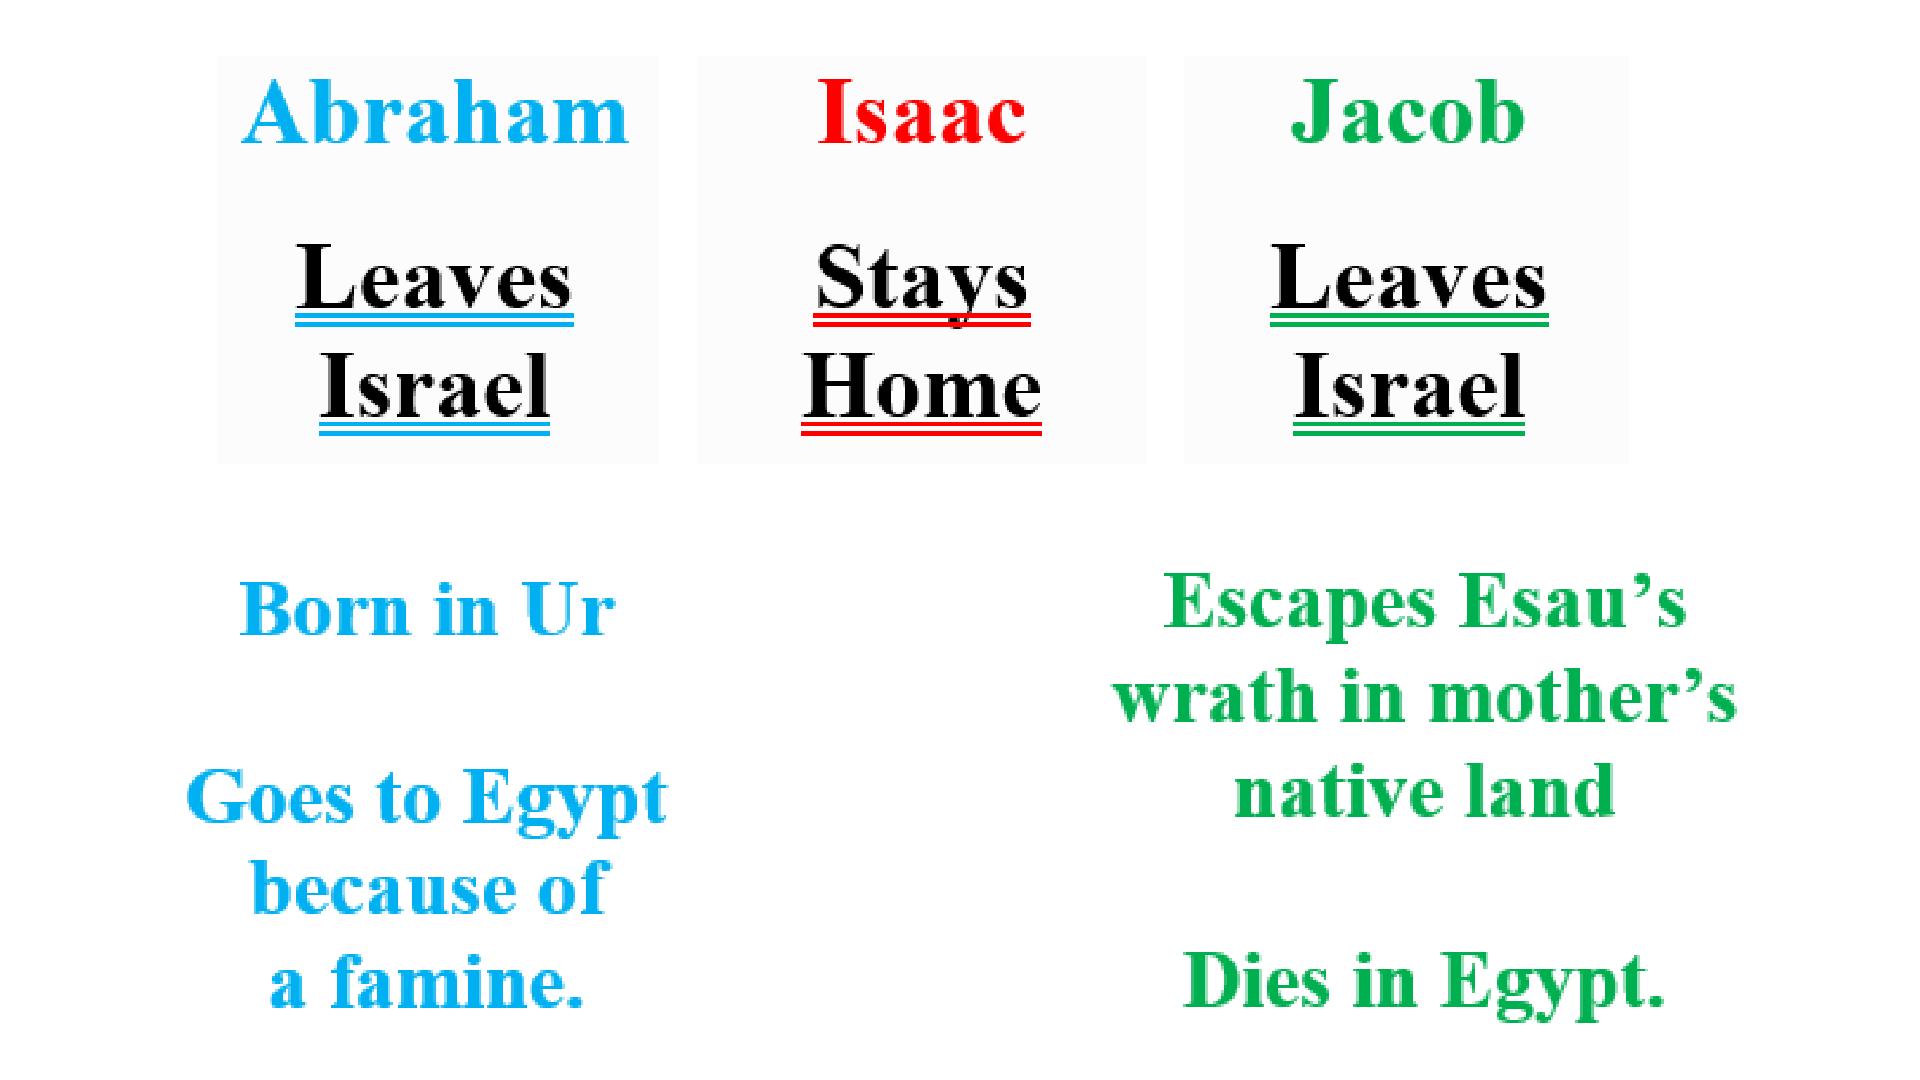 Abraham
Leaves
Israel
Isaac
Stays
Home
Jacob
Leaves
Israel
Born in Ur
Goes to Egypt
because of
a famine.
Escapes Esau’s
wrath in mother’s
native land
Dies in Egypt.